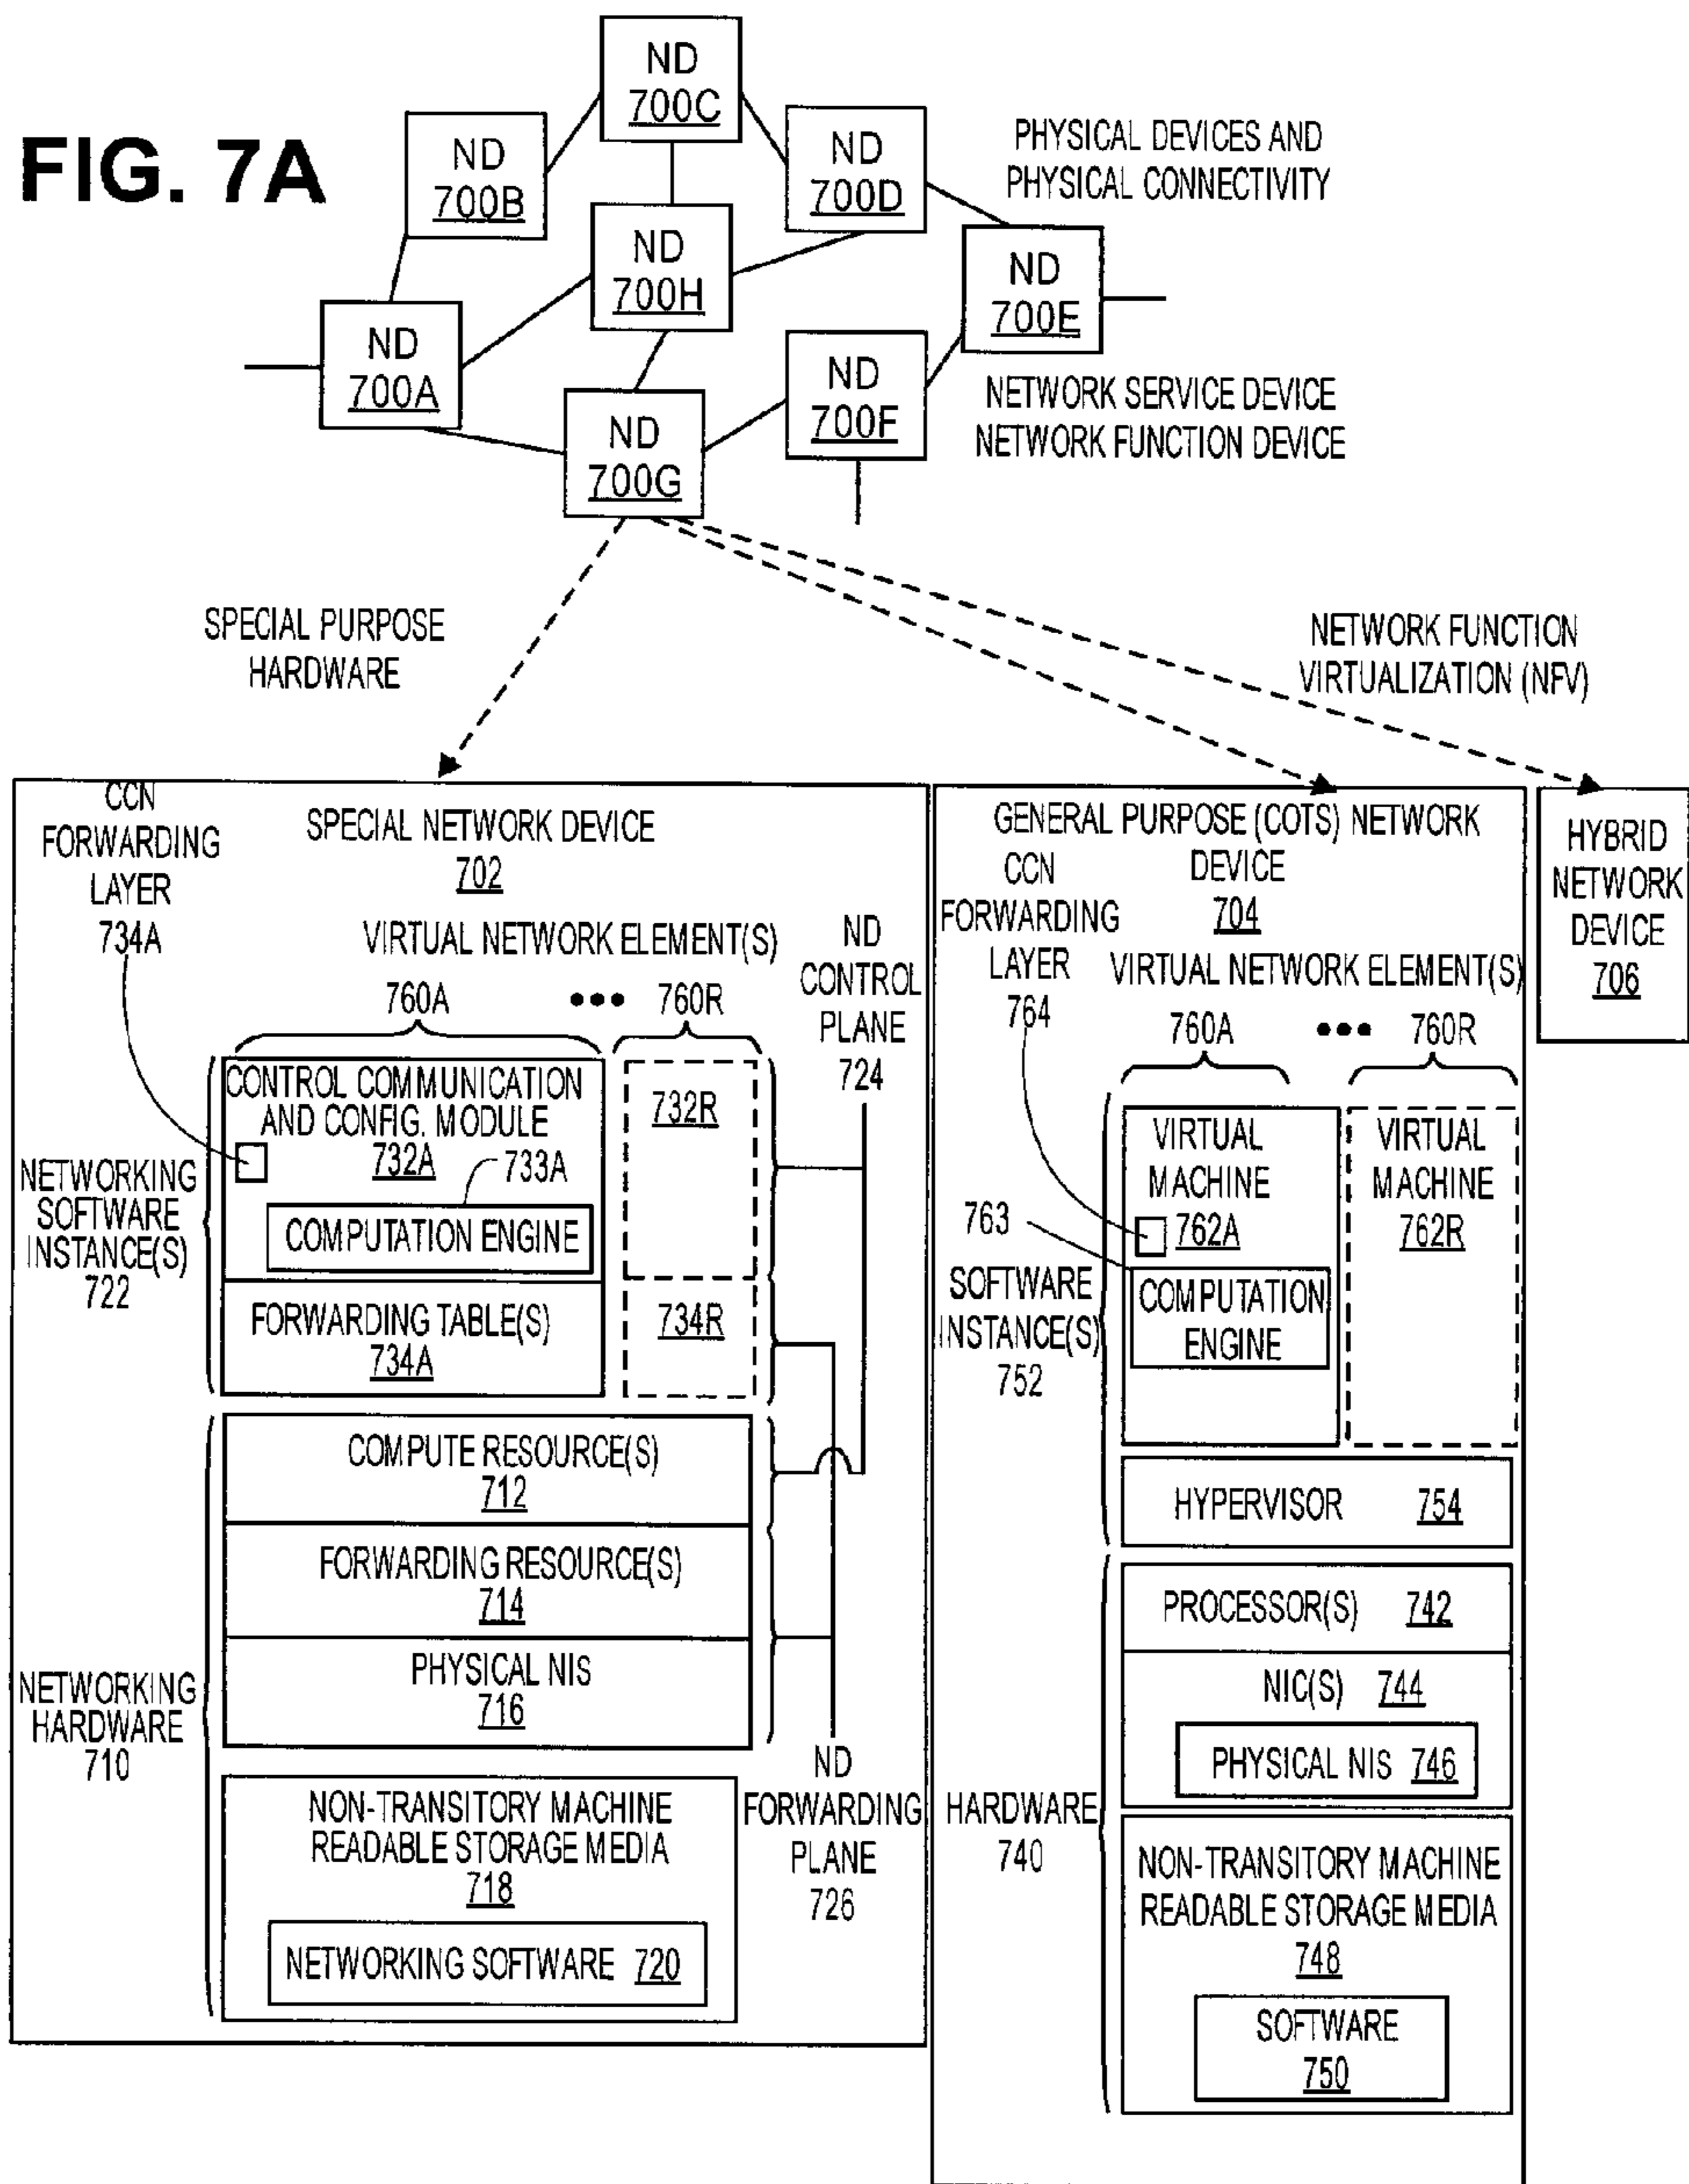 FIG. 7A
ND
700C
ND
700B
ND
700D
PHYSICAL DEVICES AND
PHYSICAL CONNECTIVITY
ND
700H
ND
700E
ND
700A
ND
700F
NETWORK SERVICE DEVICE
NETWORK FUNCTION DEVICE
ND
700G
SPECIAL PURPOSE
HARDWARE
NETWORK FUNCTION
VIRTUALIZATION (NFV)
CCN
FORWARDING
LAYER
734A
SPECIAL NETWORK DEVICE
702
VIRTUAL NETWORK ELEMENT(S)
760A
••• 760R
ND
CONTROL
PLANE
724
CONTROL COMMUNICATION
AND CONFIG. MODULE
732A
733A
COMPUTATION ENGINE
732R
NETWORKING
SOFTWARE
INSTANCE(S)
722
FORWARDING TABLE(S)
734A
734R
COMPUTE RESOURCE(S)
712
FORWARDING RESOURCE(S)
714
PHYSICAL NIS
716
NETWORKING
HARDWARE
710
ND
FORWARDING
PLANE
726
NON-TRANSITORY MACHINE
READABLE STORAGE MEDIA
718
NETWORKING SOFTWARE 720
GENERAL PURPOSE (COTS) NETWORK
DEVICE
704
CCN
FORWARDING
LAYER
764
VIRTUAL NETWORK ELEMENT(S)
760A
••• 760R
VIRTUAL
MACHINE
762A
VIRTUAL
MACHINE
762R
763
COMPUTATION
ENGINE
SOFTWARE
INSTANCE(S)
752
HYPERVISOR 754
PROCESSOR(S) 742
NIC(S) 744
PHYSICAL NIS 746
HARDWARE
740
NON-TRANSITORY MACHINE
READABLE STORAGE MEDIA
748
SOFTWARE
750
HYBRID
NETWORK
DEVICE
706